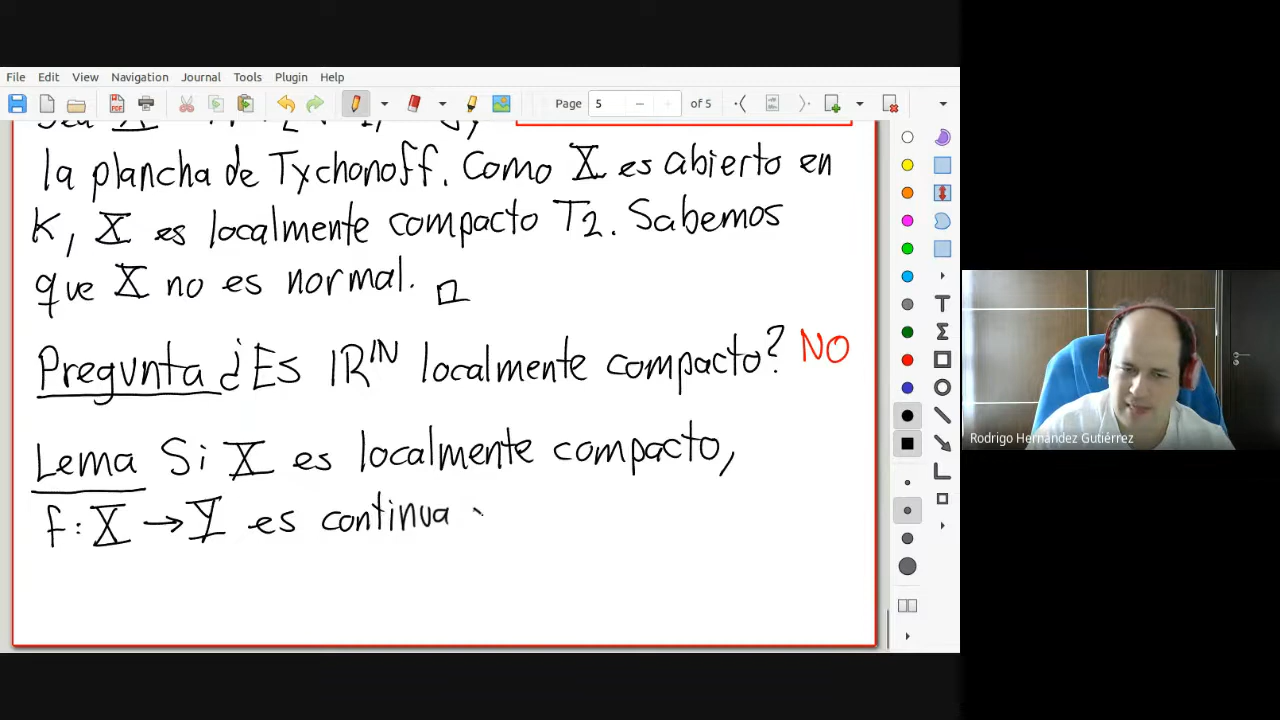 File Edit View Navigation Journal Tools Plugin Help
Page 5 of 5
la plancha de Tychonoff. Como X es abierto en
K, X es localmente compacto T2. Sabemos
que X no es normal. □
Pregunta ¿Es IR^IN localmente compacto? NO
Lema Si X es localmente compacto,
f: X → Y es continua
Rodrigo Hernández Gutiérrez